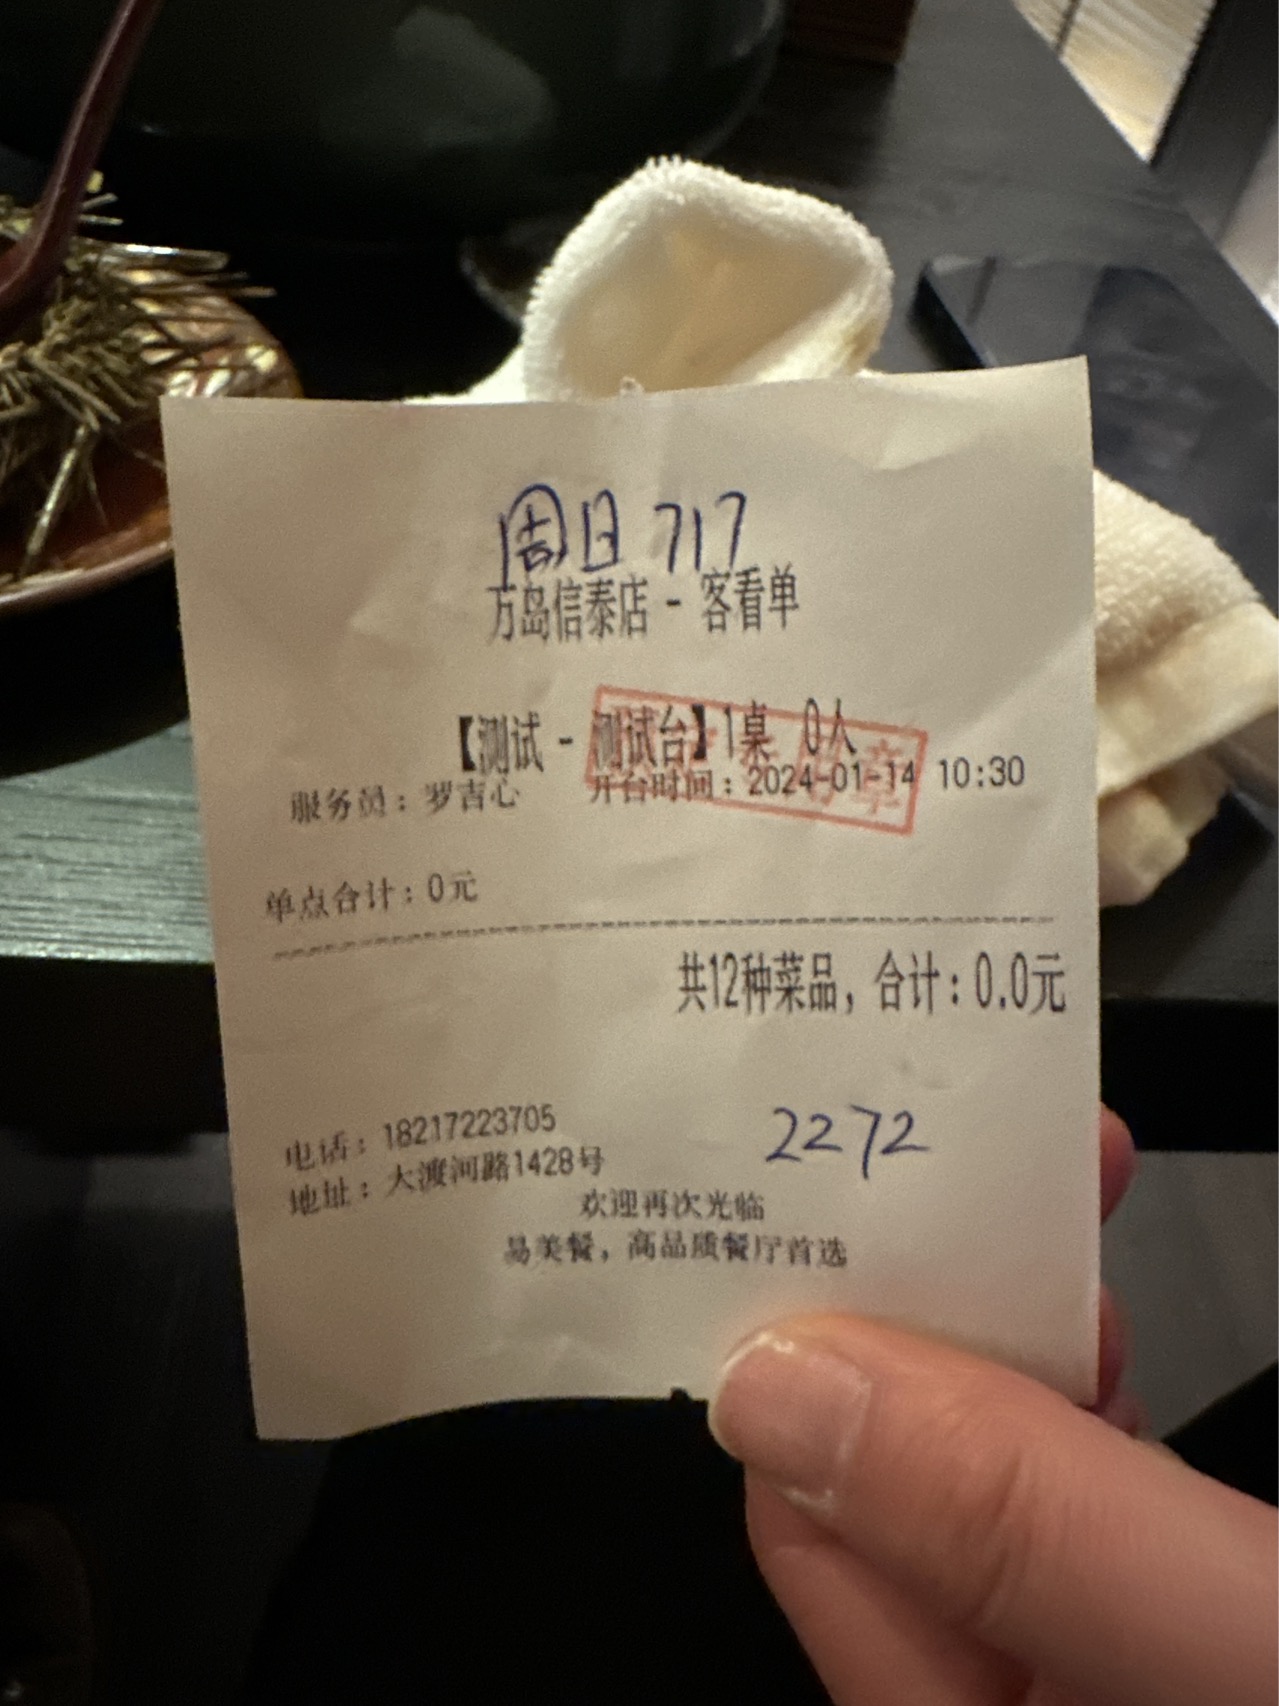 周日 717
万岛信泰店 - 客看单
【测试 - 测试台】1桌 0人
服务员：罗吉心 开台时间：2024-01-14 10:30
单点合计：0元
共12种菜品，合计：0.0元
2272
电话：18217223705
地址：大渡河路1428号
欢迎再次光临
易美餐，高品质餐厅首选